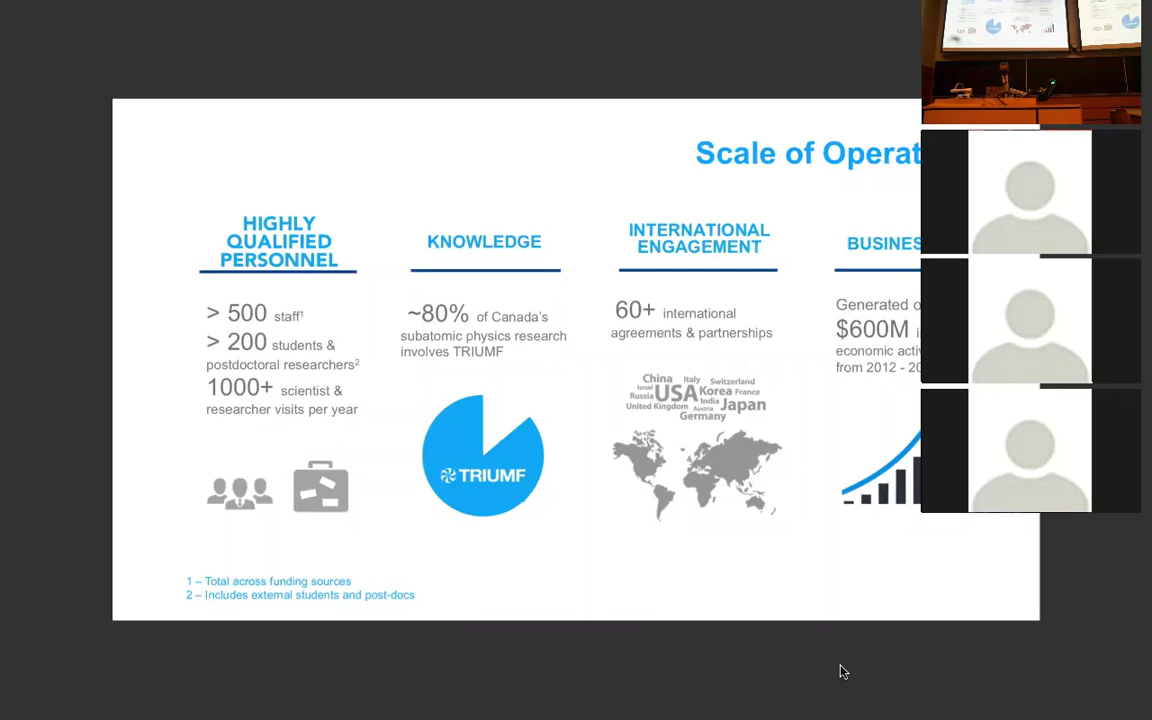 Scale of Operat
HIGHLY
QUALIFIED
PERSONNEL
> 500 staff¹
> 200 students &
postdoctoral researchers²
1000+ scientist &
researcher visits per year
KNOWLEDGE
~80% of Canada's
subatomic physics research
involves TRIUMF
TRIUMF
INTERNATIONAL
ENGAGEMENT
60+ international
agreements & partnerships
China Italy Switzerland
Israel Russia USA Korea France
India
United Kingdom Austria Japan
Germany
BUSINES
Generated o
$600M i
economic activ
from 2012 - 20
1 – Total across funding sources
2 – Includes external students and post-docs